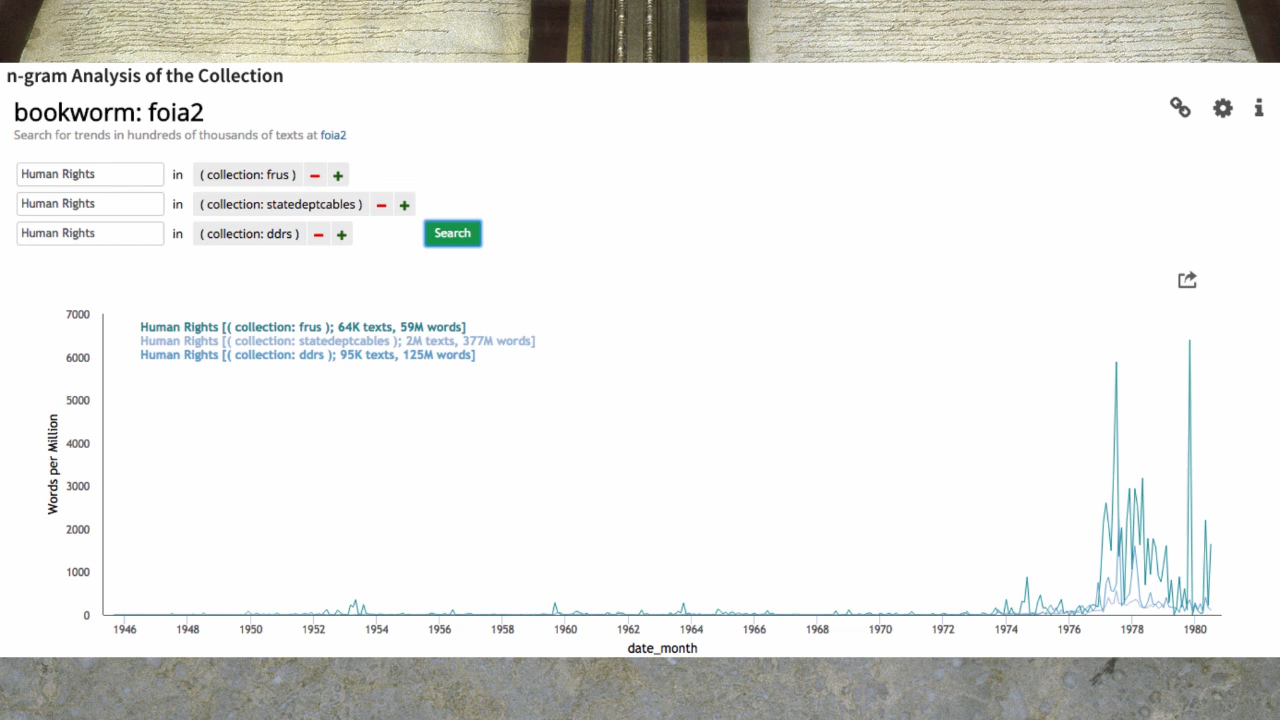 n-gram Analysis of the Collection
bookworm: foia2
Search for trends in hundreds of thousands of texts at foia2
Human Rights in ( collection: frus ) − +
Human Rights in ( collection: statedeptcables ) − +
Human Rights in ( collection: ddrs ) − + Search
7000
Human Rights [( collection: frus ); 64K texts, 59M words]
Human Rights [( collection: statedeptcables ); 2M texts, 377M words]
Human Rights [( collection: ddrs ); 95K texts, 125M words]
6000
5000
4000
3000
2000
1000
0
Words per Million
1946 1948 1950 1952 1954 1956 1958 1960 1962 1964 1966 1968 1970 1972 1974 1976 1978 1980
date_month